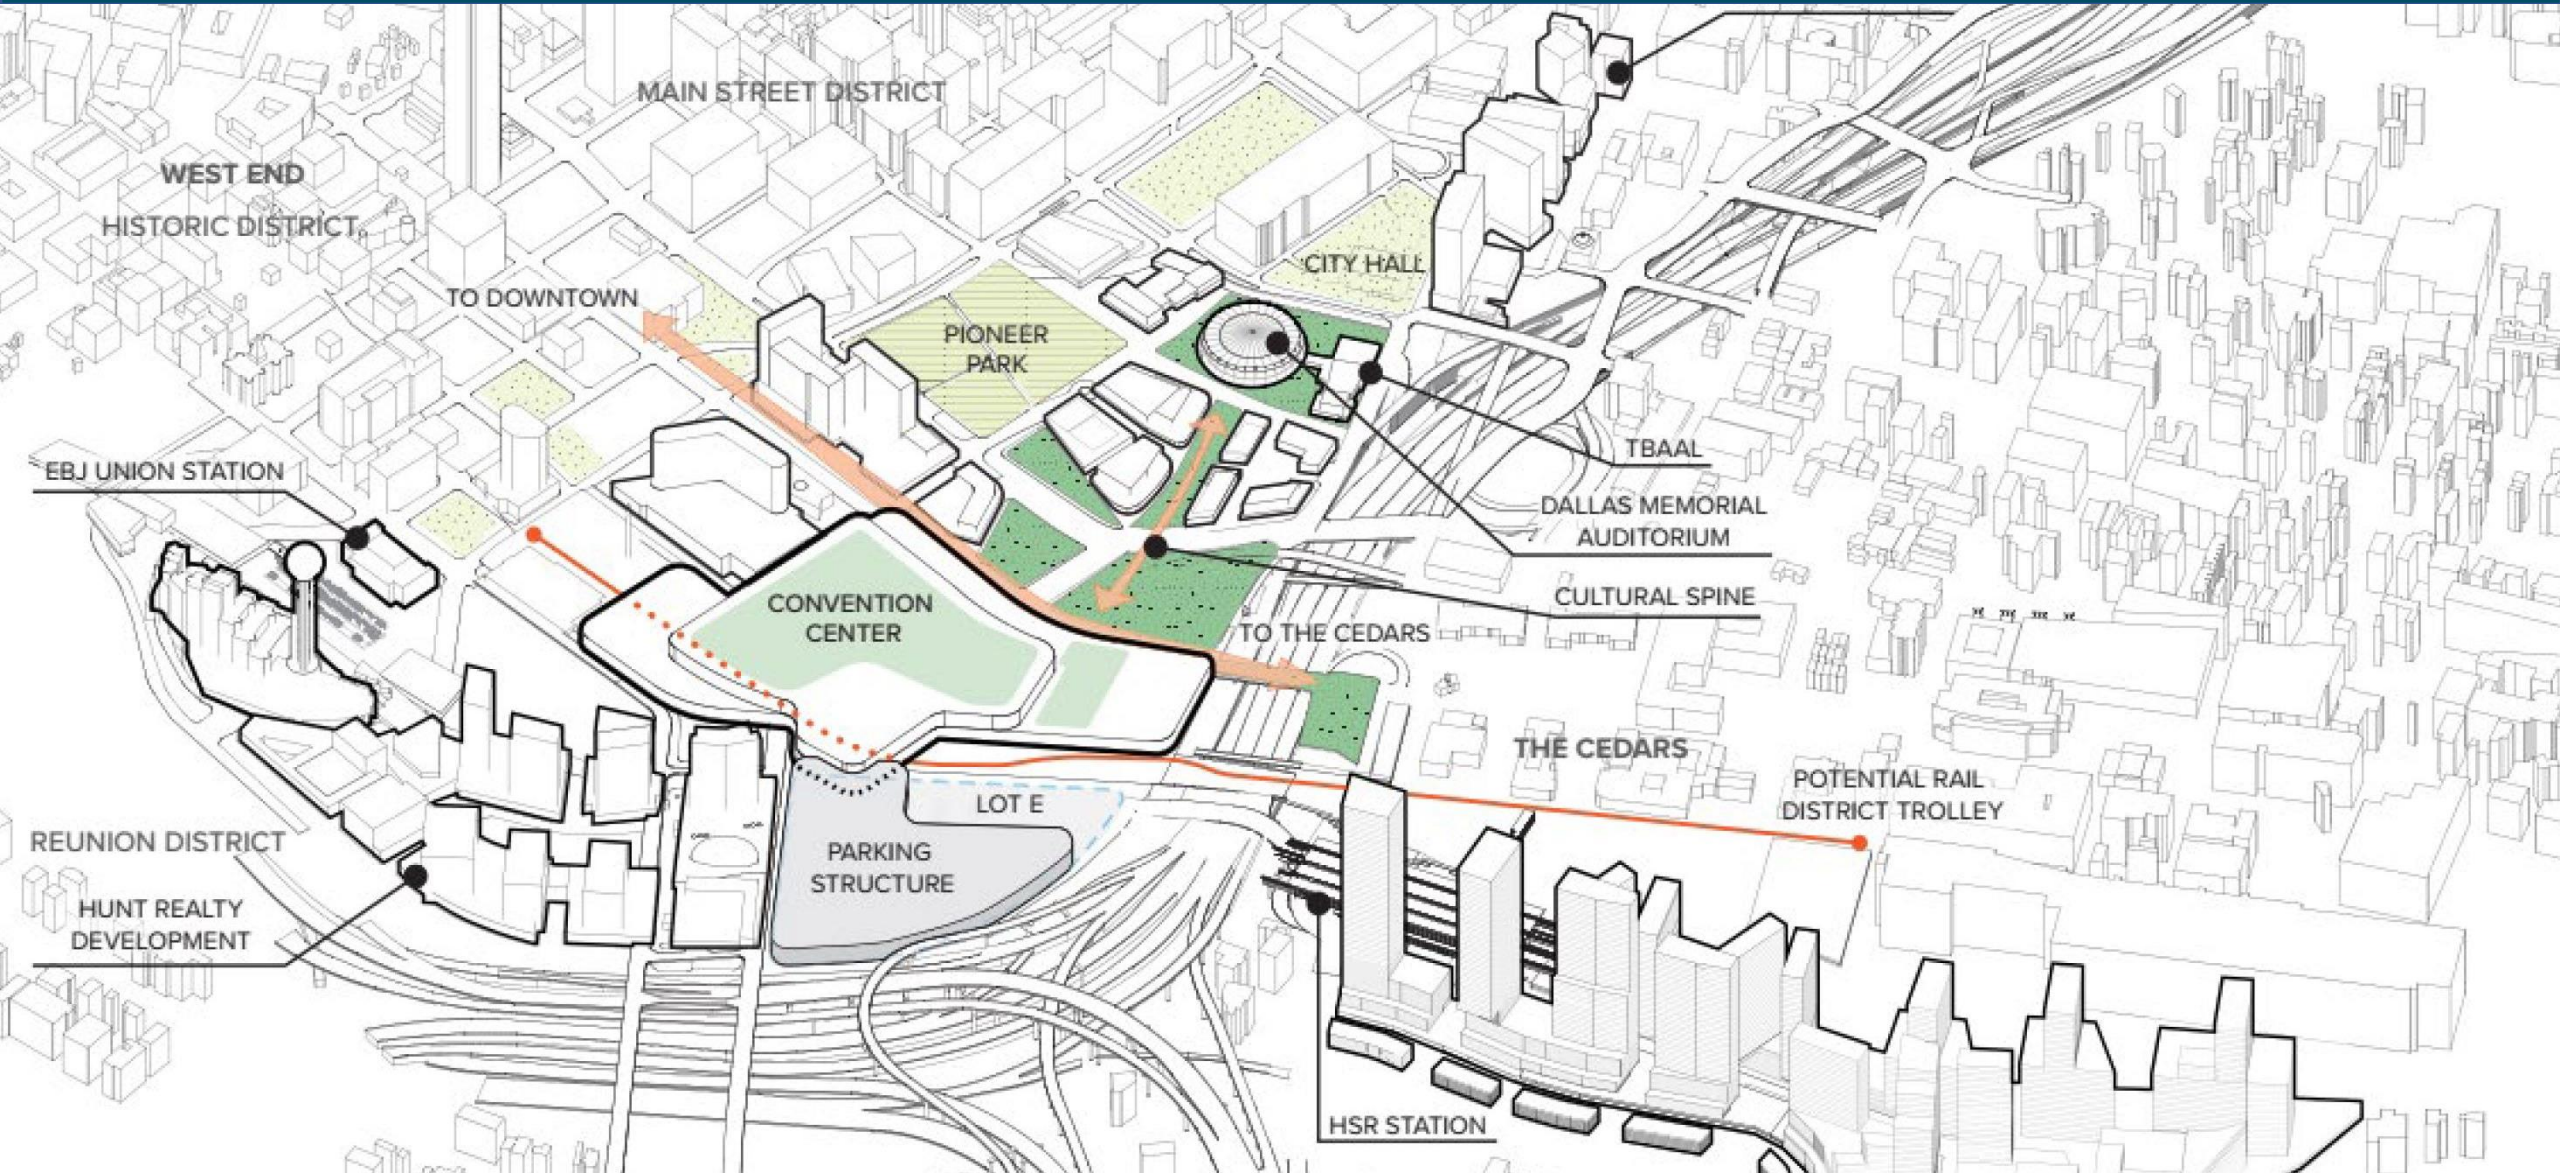 MAIN STREET DISTRICT
WEST END
HISTORIC DISTRICT
CITY HALL
TO DOWNTOWN
PIONEER
PARK
EBJ UNION STATION
TBAAL
DALLAS MEMORIAL
AUDITORIUM
CULTURAL SPINE
CONVENTION
CENTER
TO THE CEDARS
THE CEDARS
POTENTIAL RAIL
DISTRICT TROLLEY
LOT E
REUNION DISTRICT
PARKING
STRUCTURE
HUNT REALTY
DEVELOPMENT
HSR STATION